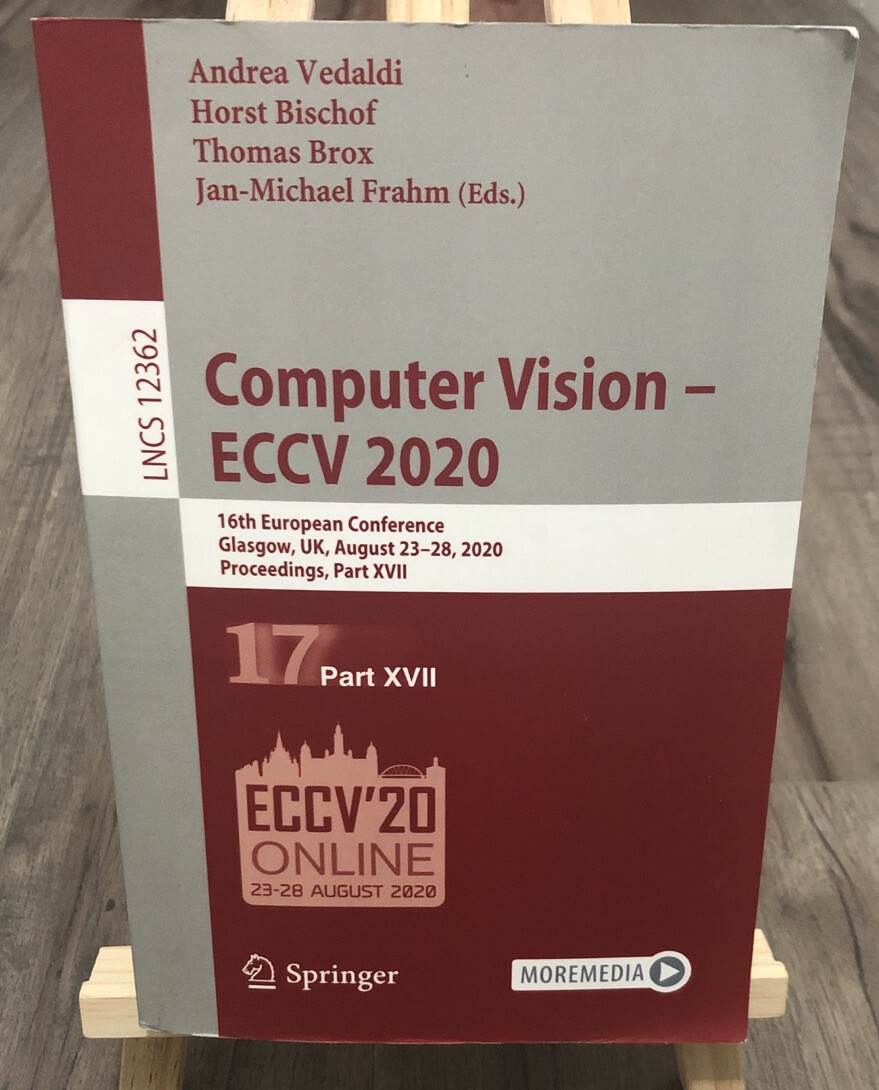 Andrea Vedaldi
Horst Bischof
Thomas Brox
Jan-Michael Frahm (Eds.)
LNCS 12362
Computer Vision –
ECCV 2020
16th European Conference
Glasgow, UK, August 23–28, 2020
Proceedings, Part XVII
17 Part XVII
ECCV'20
ONLINE
23-28 AUGUST 2020
Springer
MOREMEDIA